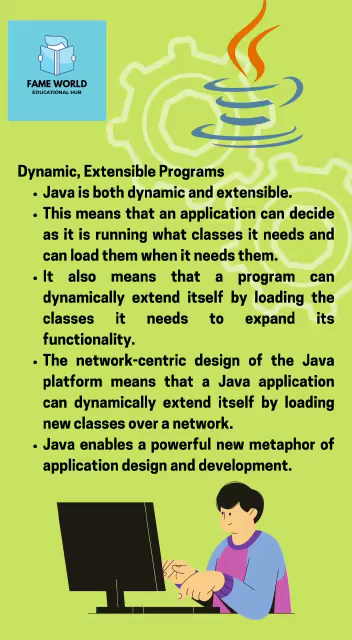 FAME WORLD
EDUCATIONAL HUB
Dynamic, Extensible Programs
• Java is both dynamic and extensible.
• This means that an application can decide
as it is running what classes it needs and
can load them when it needs them.
• It also means that a program can
dynamically extend itself by loading the
classes it needs to expand its
functionality.
• The network-centric design of the Java
platform means that a Java application
can dynamically extend itself by loading
new classes over a network.
• Java enables a powerful new metaphor of
application design and development.